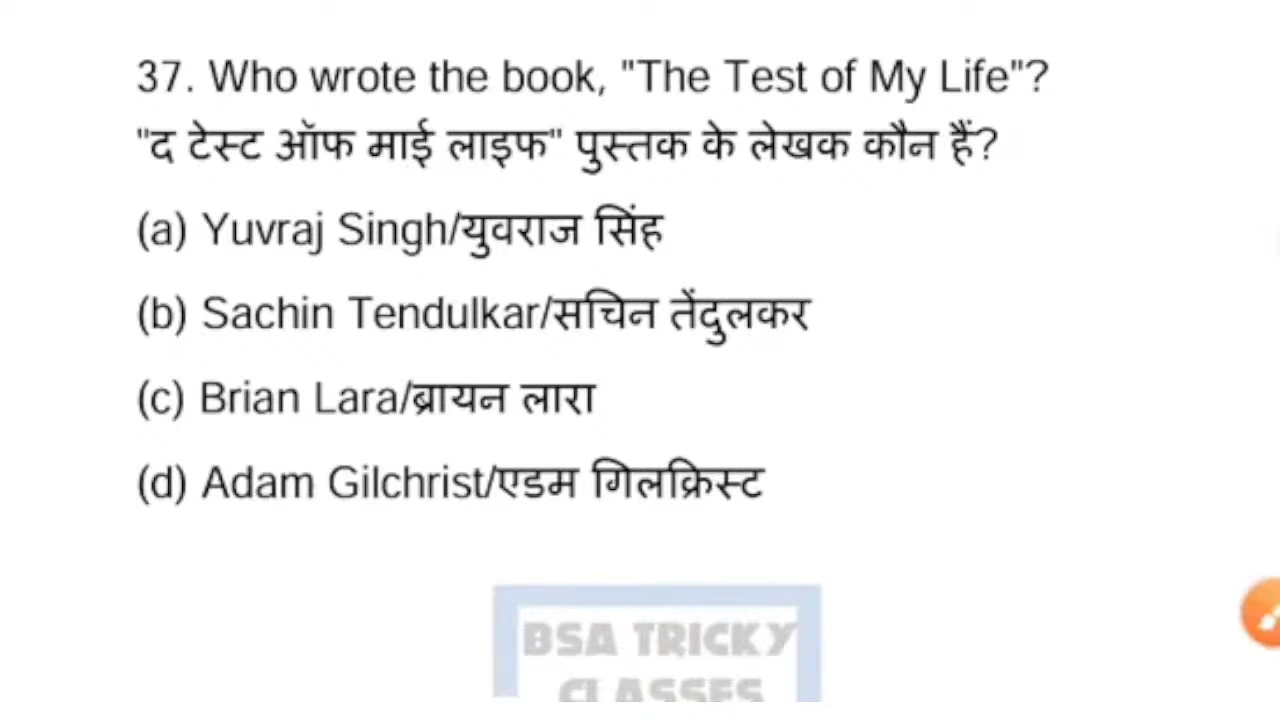 37. Who wrote the book, "The Test of My Life"?
"द टेस्ट ऑफ माई लाइफ" पुस्तक के लेखक कौन हैं?
(a) Yuvraj Singh/युवराज सिंह
(b) Sachin Tendulkar/सचिन तेंदुलकर
(c) Brian Lara/ब्रायन लारा
(d) Adam Gilchrist/एडम गिलक्रिस्ट
BSA TRICKY
CLASSES